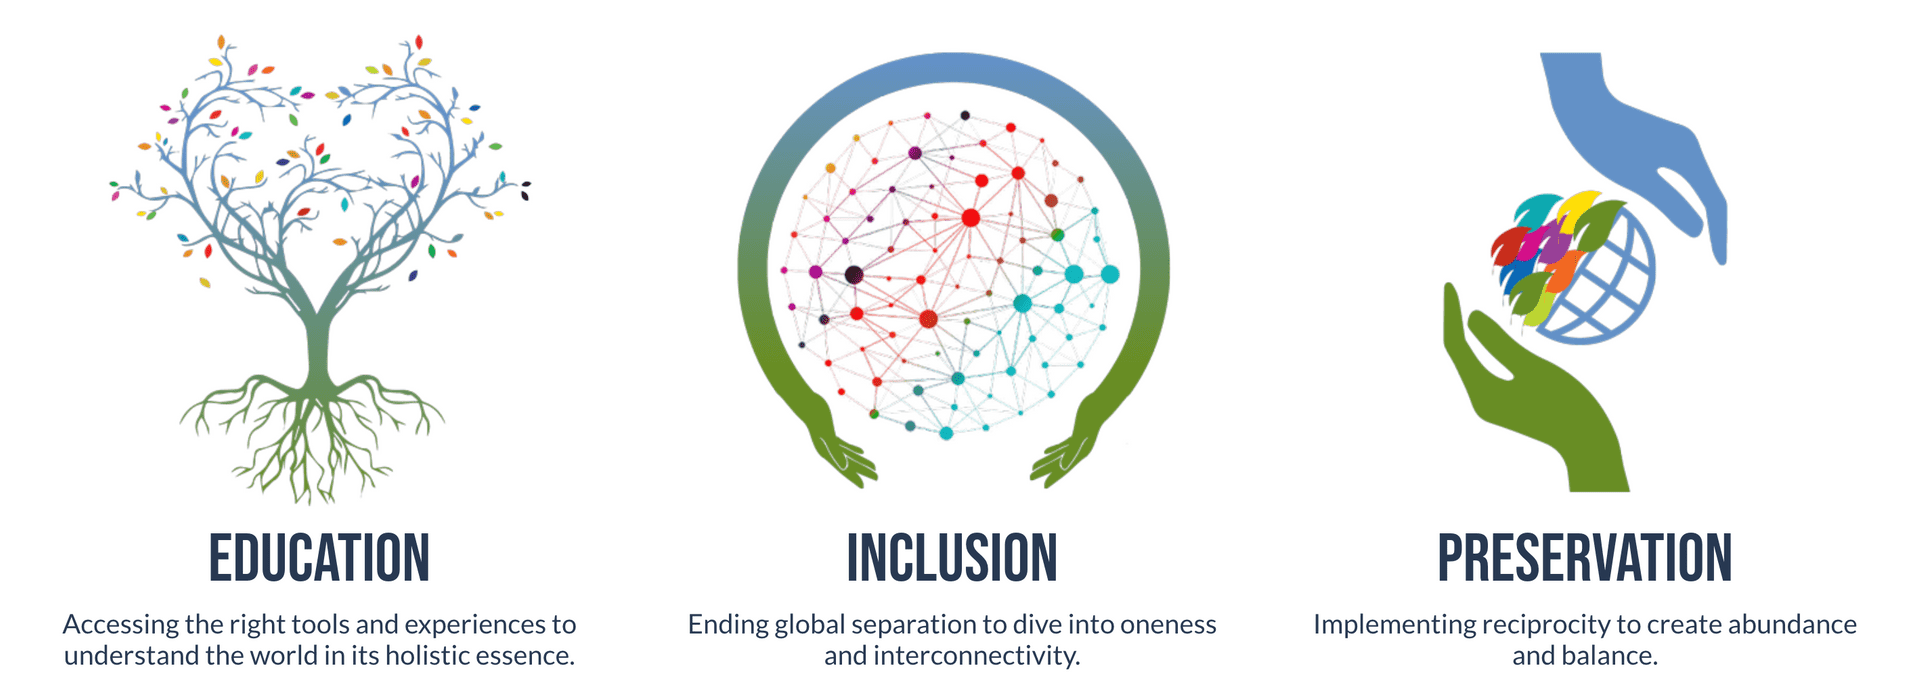 EDUCATION
Accessing the right tools and experiences to
understand the world in its holistic essence.
INCLUSION
Ending global separation to dive into oneness
and interconnectivity.
PRESERVATION
Implementing reciprocity to create abundance
and balance.